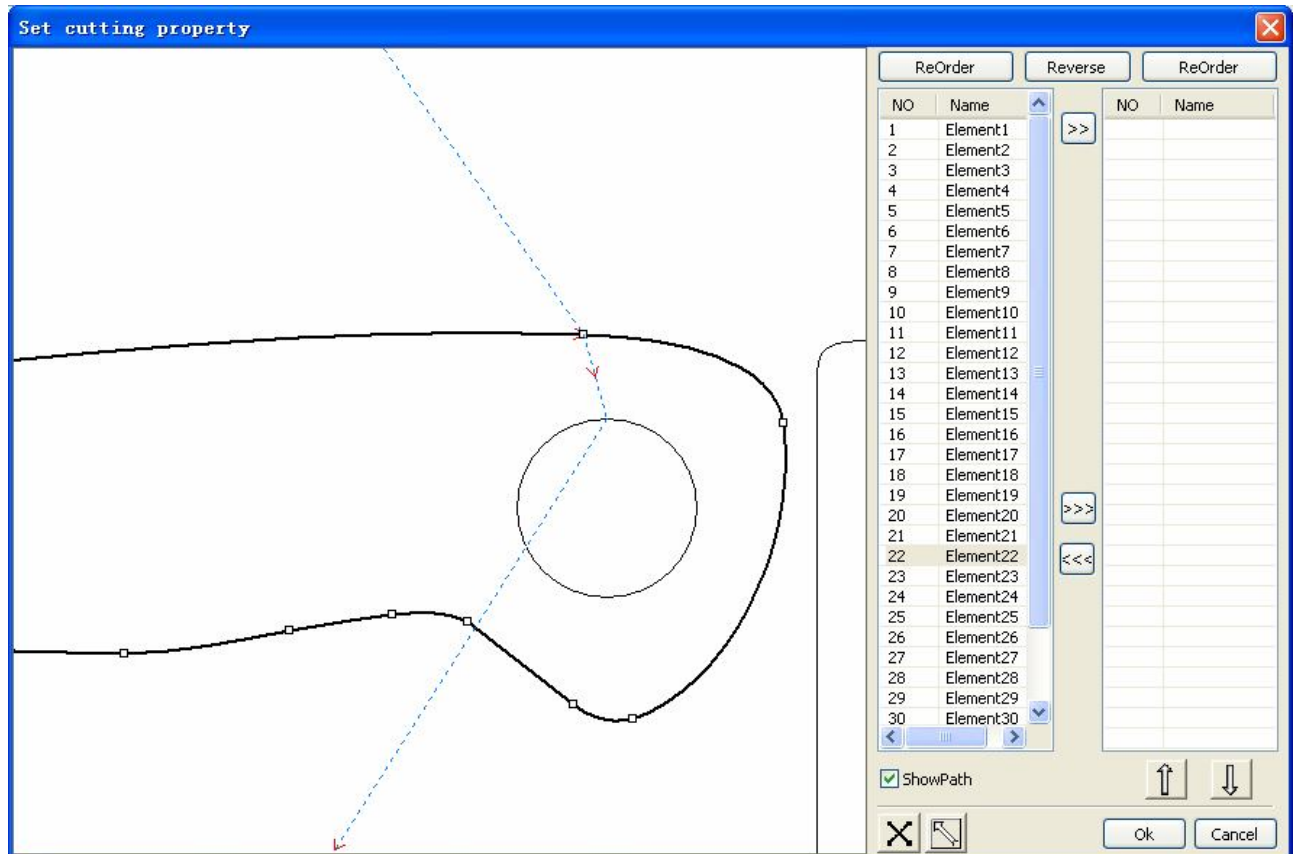 Set cutting property
ReOrder Reverse ReOrder
NO Name >> NO Name
1 Element1
2 Element2
3 Element3
4 Element4
5 Element5
6 Element6
7 Element7
8 Element8
9 Element9
10 Element10
11 Element11
12 Element12
13 Element13
14 Element14
15 Element15
16 Element16
17 Element17
18 Element18
19 Element19
20 Element20 >>>
21 Element21
22 Element22 <<<
23 Element23
24 Element24
25 Element25
26 Element26
27 Element27
28 Element28
29 Element29
30 Element30
ShowPath
Ok Cancel